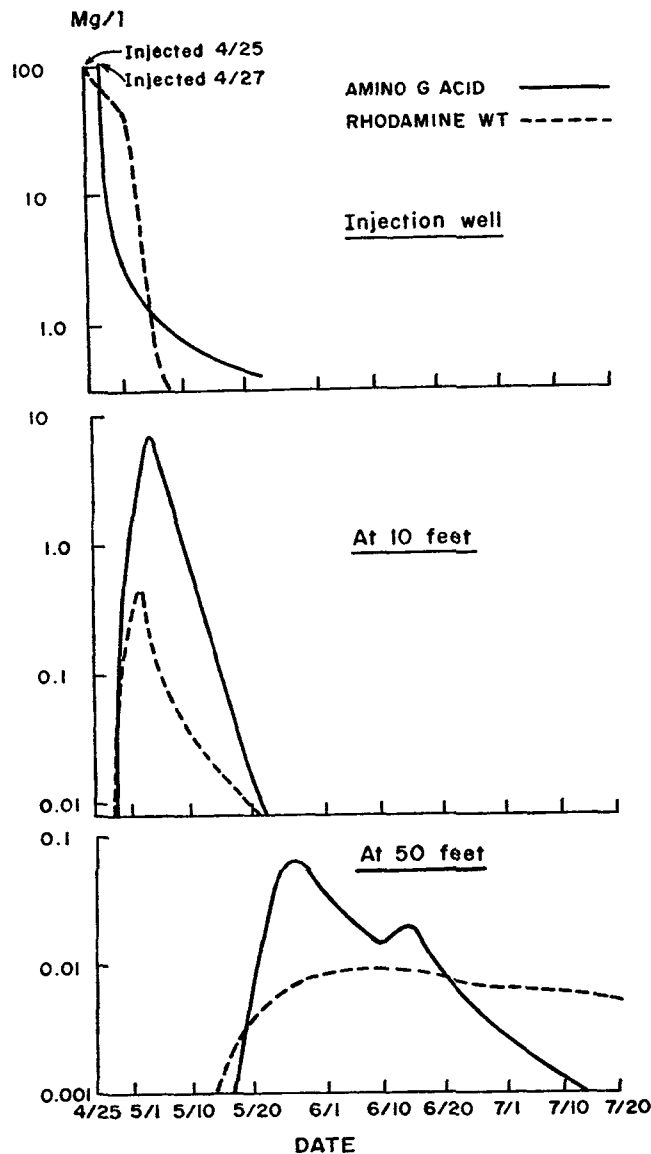 Mg/l
Injected 4/25
100
Injected 4/27
AMINO G ACID
RHODAMINE WT
10
Injection well
1.0
10
1.0
At 10 feet
0.1
0.01
0.1
At 50 feet
0.01
0.001
4/25 5/1 5/10 5/20 6/1 6/10 6/20 7/1 7/10 7/20
DATE